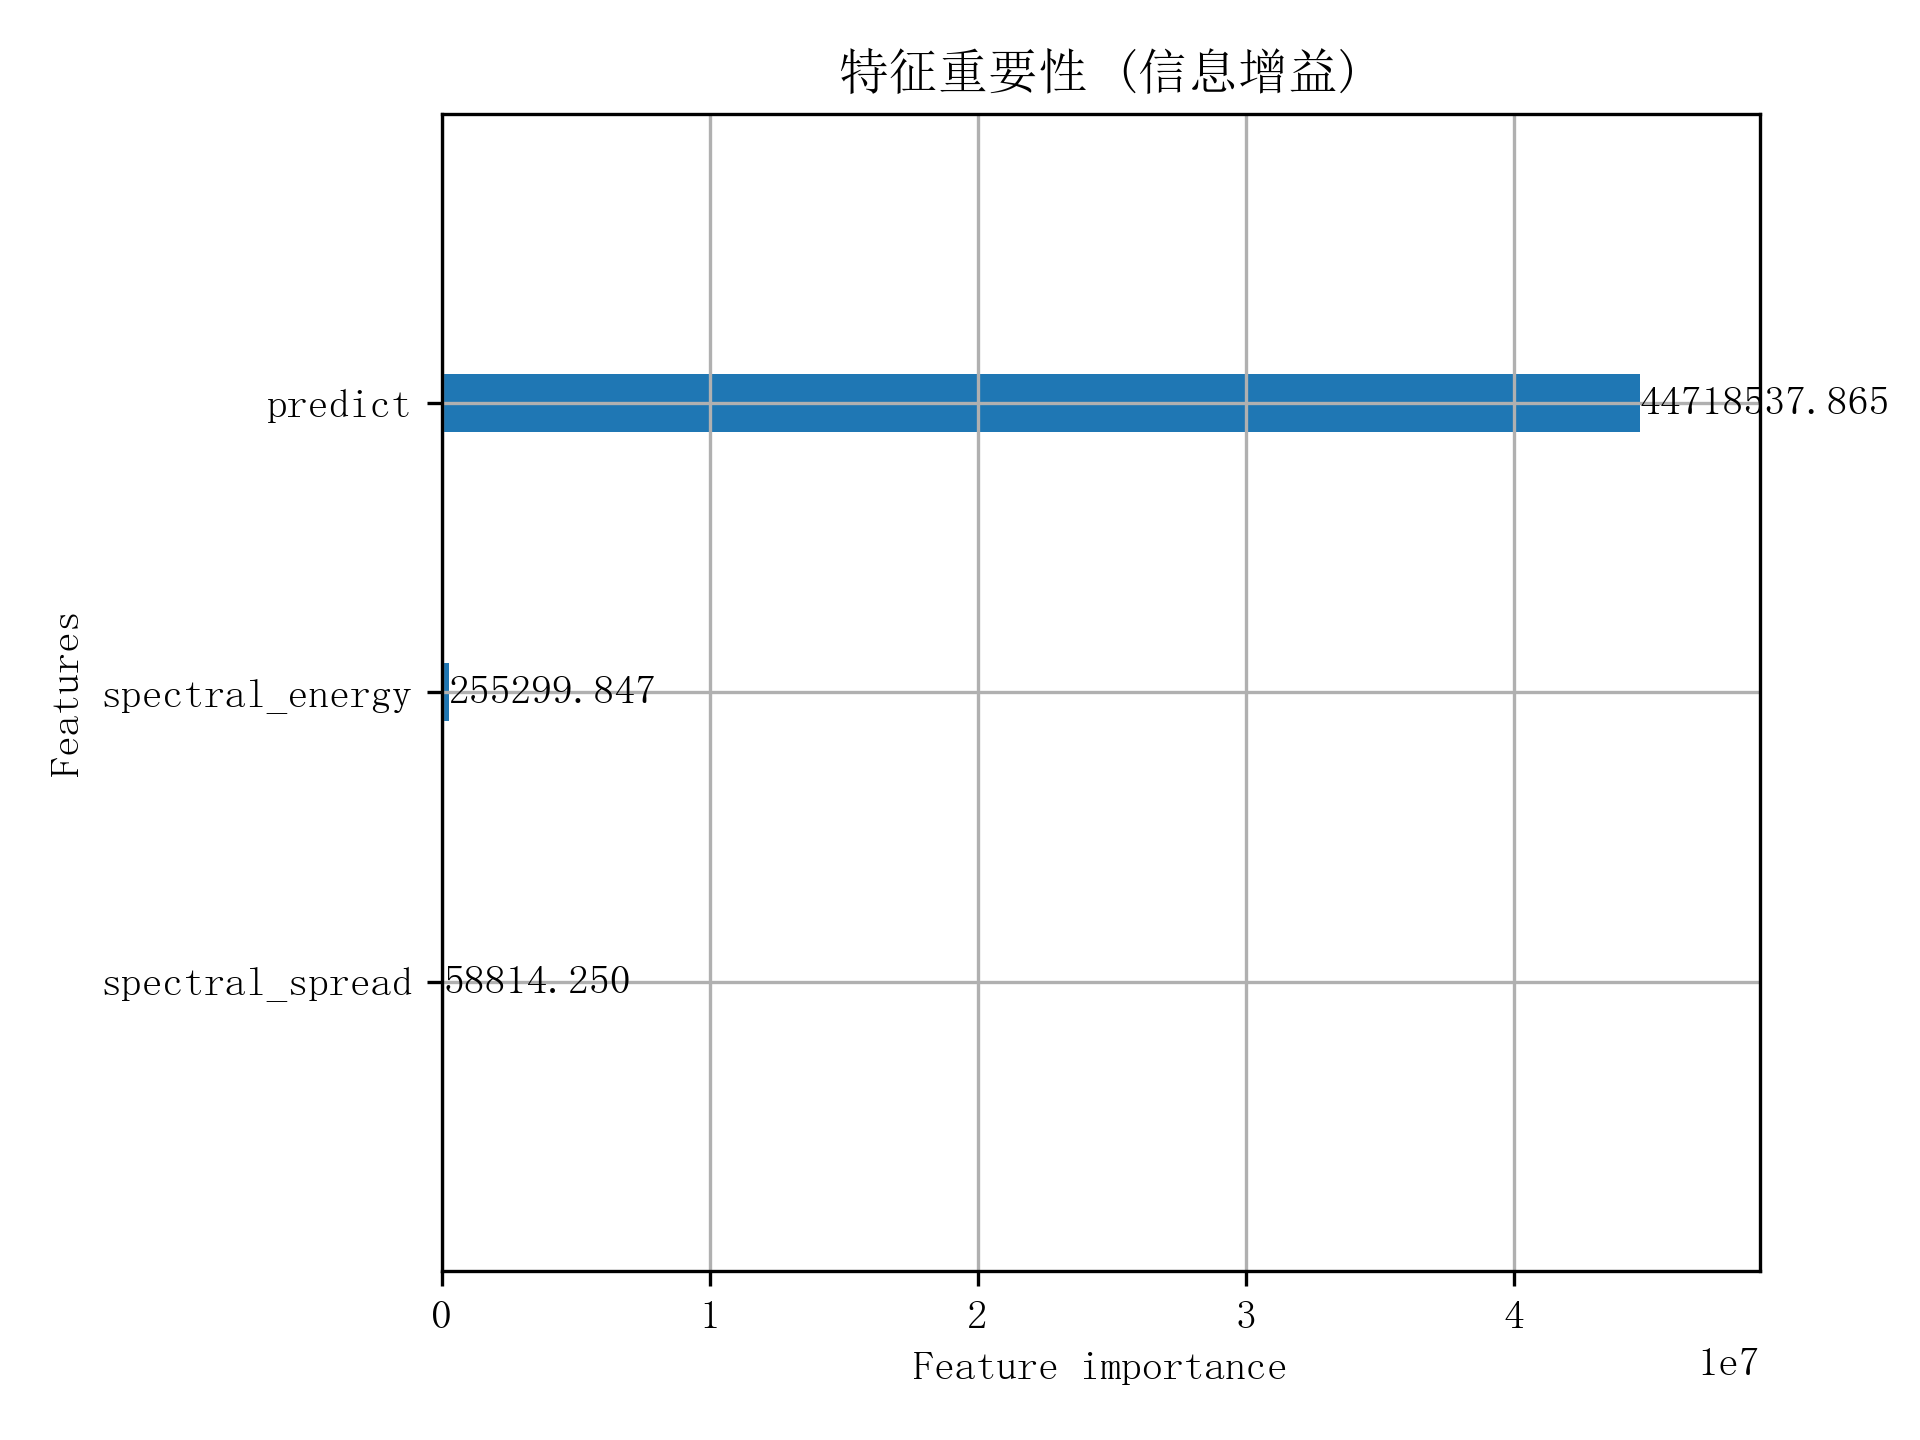 特征重要性 (信息增益)
predict
44718537.865
spectral_energy
255299.847
spectral_spread
58814.250
Features
0 1 2 3 4
1e7
Feature importance